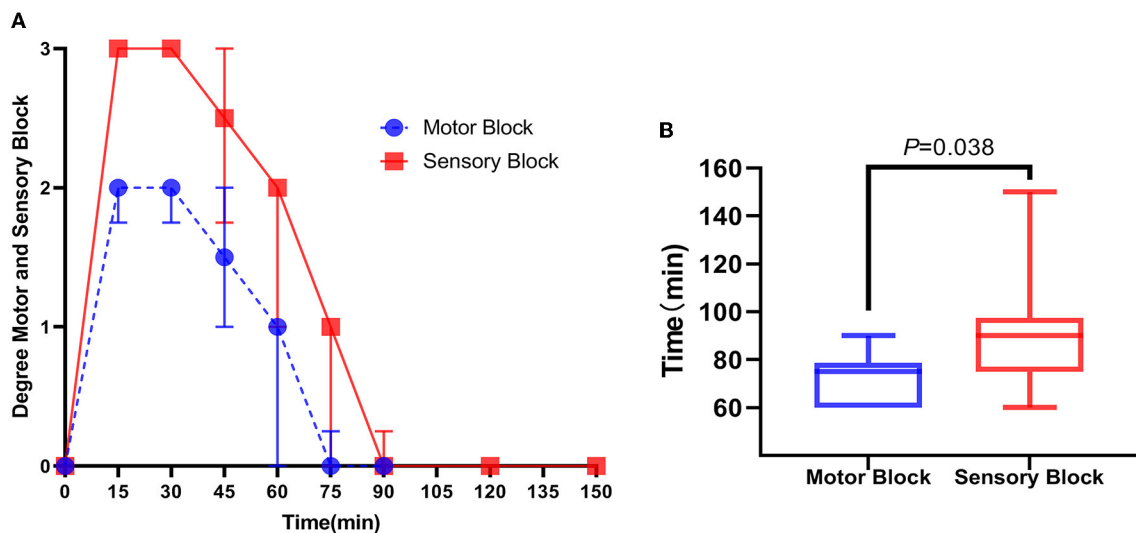 A
Degree Motor and Sensory Block
3
2
1
0
0 15 30 45 60 75 90 105 120 135 150
Time(min)
Motor Block
Sensory Block
B
P=0.038
Time（min）
160
140
120
100
80
60
Motor Block Sensory Block